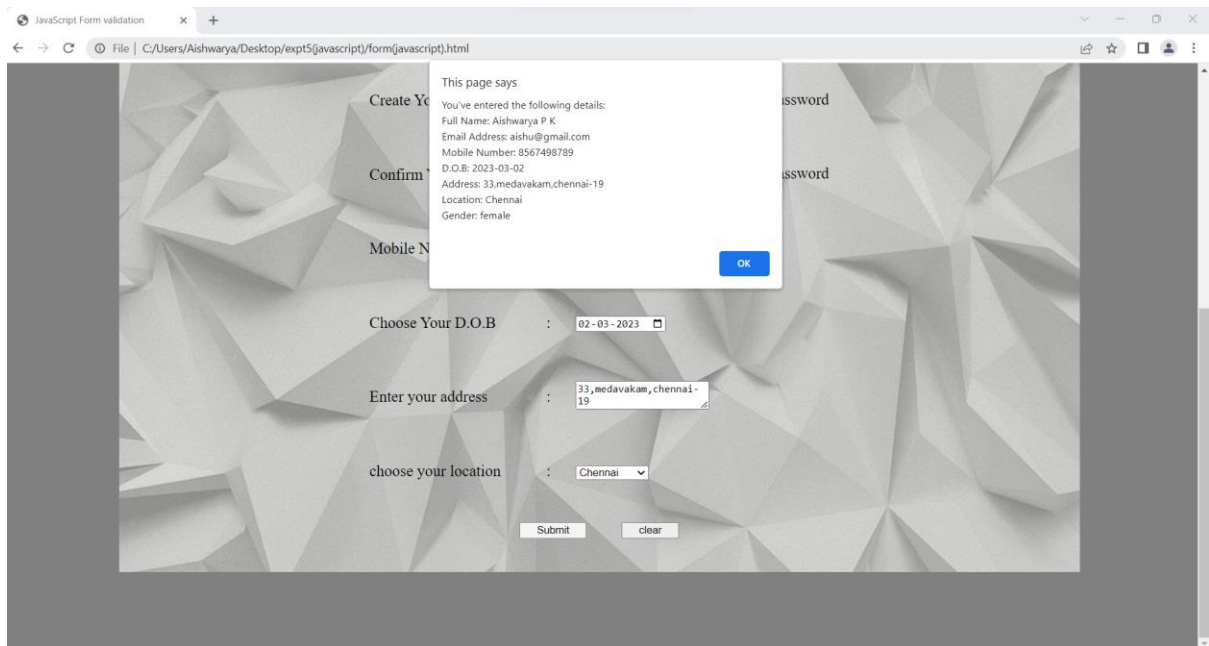 JavaScript Form validation
File | C:/Users/Aishwarya/Desktop/expt5(javascript)/form(javascript).html
This page says
You've entered the following details:
Full Name: Aishwarya P K
Email Address: aishu@gmail.com
Mobile Number: 8567498789
D.O.B: 2023-03-02
Address: 33,medavakam,chennai-19
Location: Chennai
Gender: female
OK
Create Yo
ssword
Confirm
ssword
Mobile N
Choose Your D.O.B : 02-03-2023
Enter your address : 33,medavakam,chennai-
19
choose your location : Chennai
Submit clear